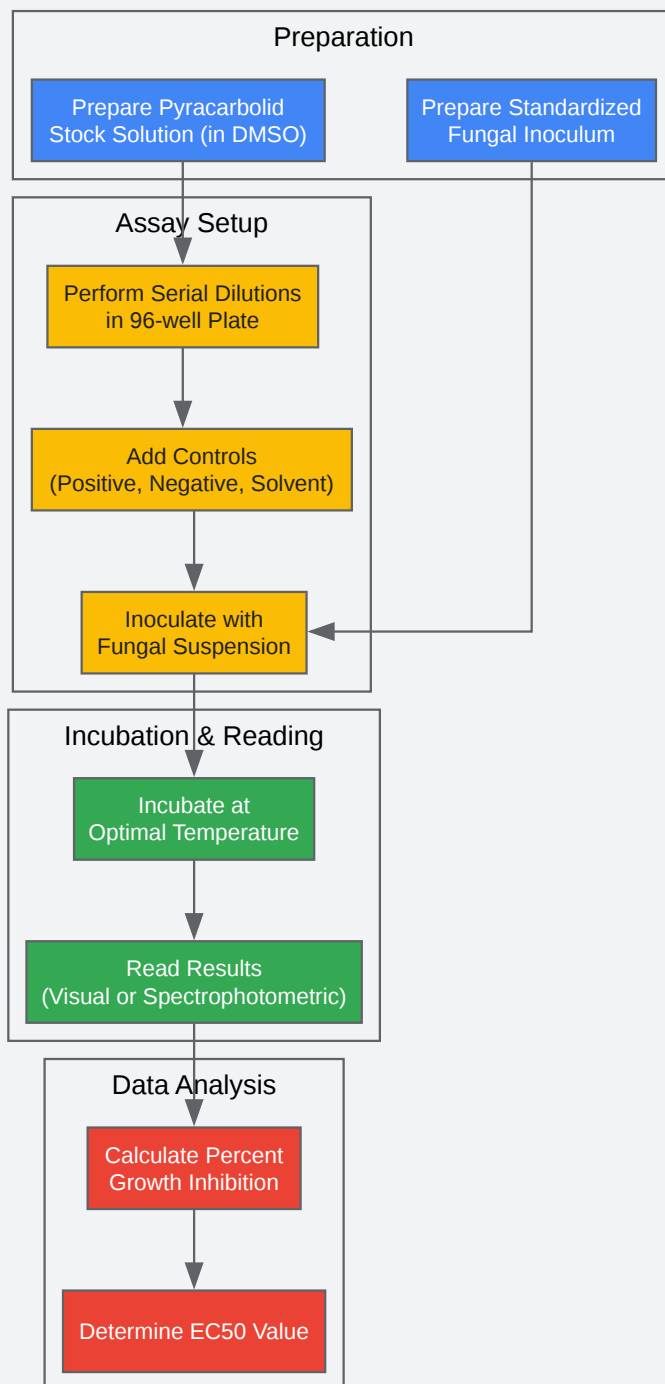 Preparation
Prepare Pyracarbolid
Stock Solution (in DMSO)
Prepare Standardized
Fungal Inoculum
Assay Setup
Perform Serial Dilutions
in 96-well Plate
Add Controls
(Positive, Negative, Solvent)
Inoculate with
Fungal Suspension
Incubation & Reading
Incubate at
Optimal Temperature
Read Results
(Visual or Spectrophotometric)
Data Analysis
Calculate Percent
Growth Inhibition
Determine EC50 Value